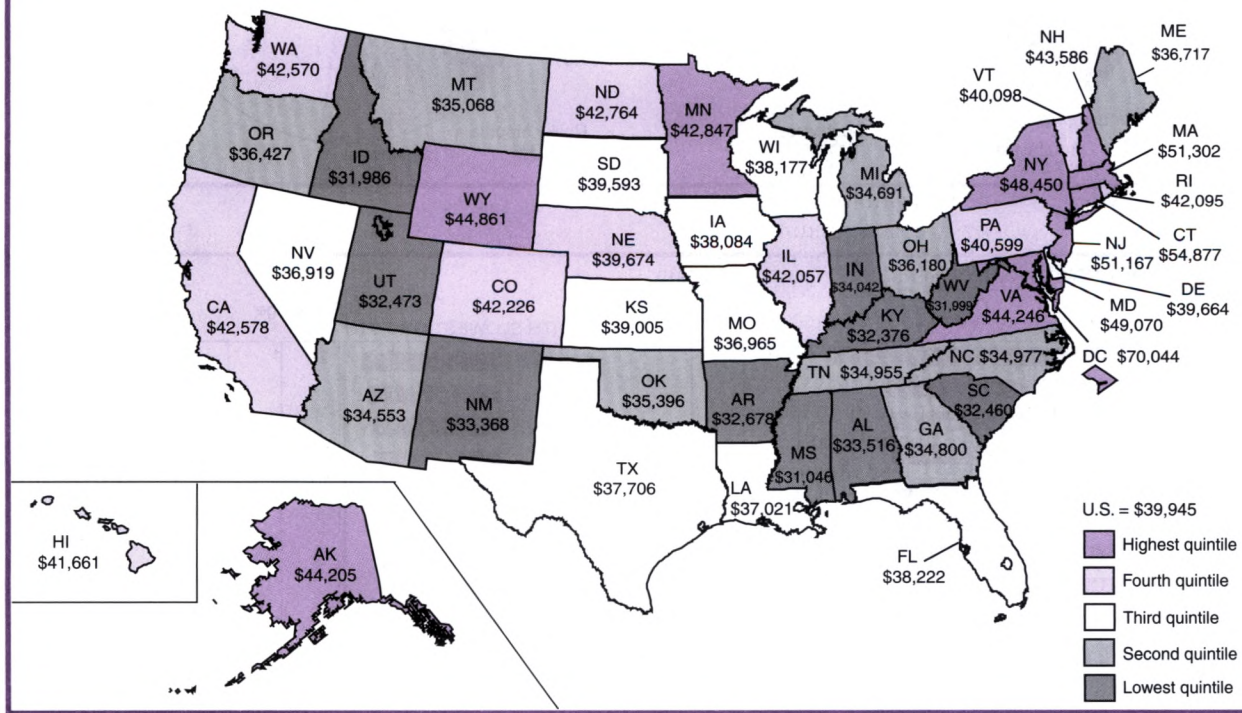 WA
$42,570
MT
$35,068
ND
$42,764
MN
$42,847
OR
$36,427
ID
$31,986
WY
$44,861
SD
$39,593
WI
$38,177
MI
$34,691
NV
$36,919
UT
$32,473
CO
$42,226
NE
$39,674
IA
$38,084
IL
$42,057
IN
$34,042
OH
$36,180
PA
$40,599
NY
$48,450
VT
$40,098
NH
$43,586
ME
$36,717
MA
$51,302
RI
$42,095
CT
$54,877
NJ
$51,167
DE
$39,664
MD
$49,070
DC $70,044
CA
$42,578
AZ
$34,553
NM
$33,368
KS
$39,005
MO
$36,965
KY
$32,376
WV
$31,999
VA
$44,246
TN $34,955
NC $34,977
OK
$35,396
AR
$32,678
SC
$32,460
MS
$31,046
AL
$33,516
GA
$34,800
TX
$37,706
LA
$37,021
FL
$38,222
HI
$41,661
AK
$44,205
U.S. = $39,945
Highest quintile
Fourth quintile
Third quintile
Second quintile
Lowest quintile